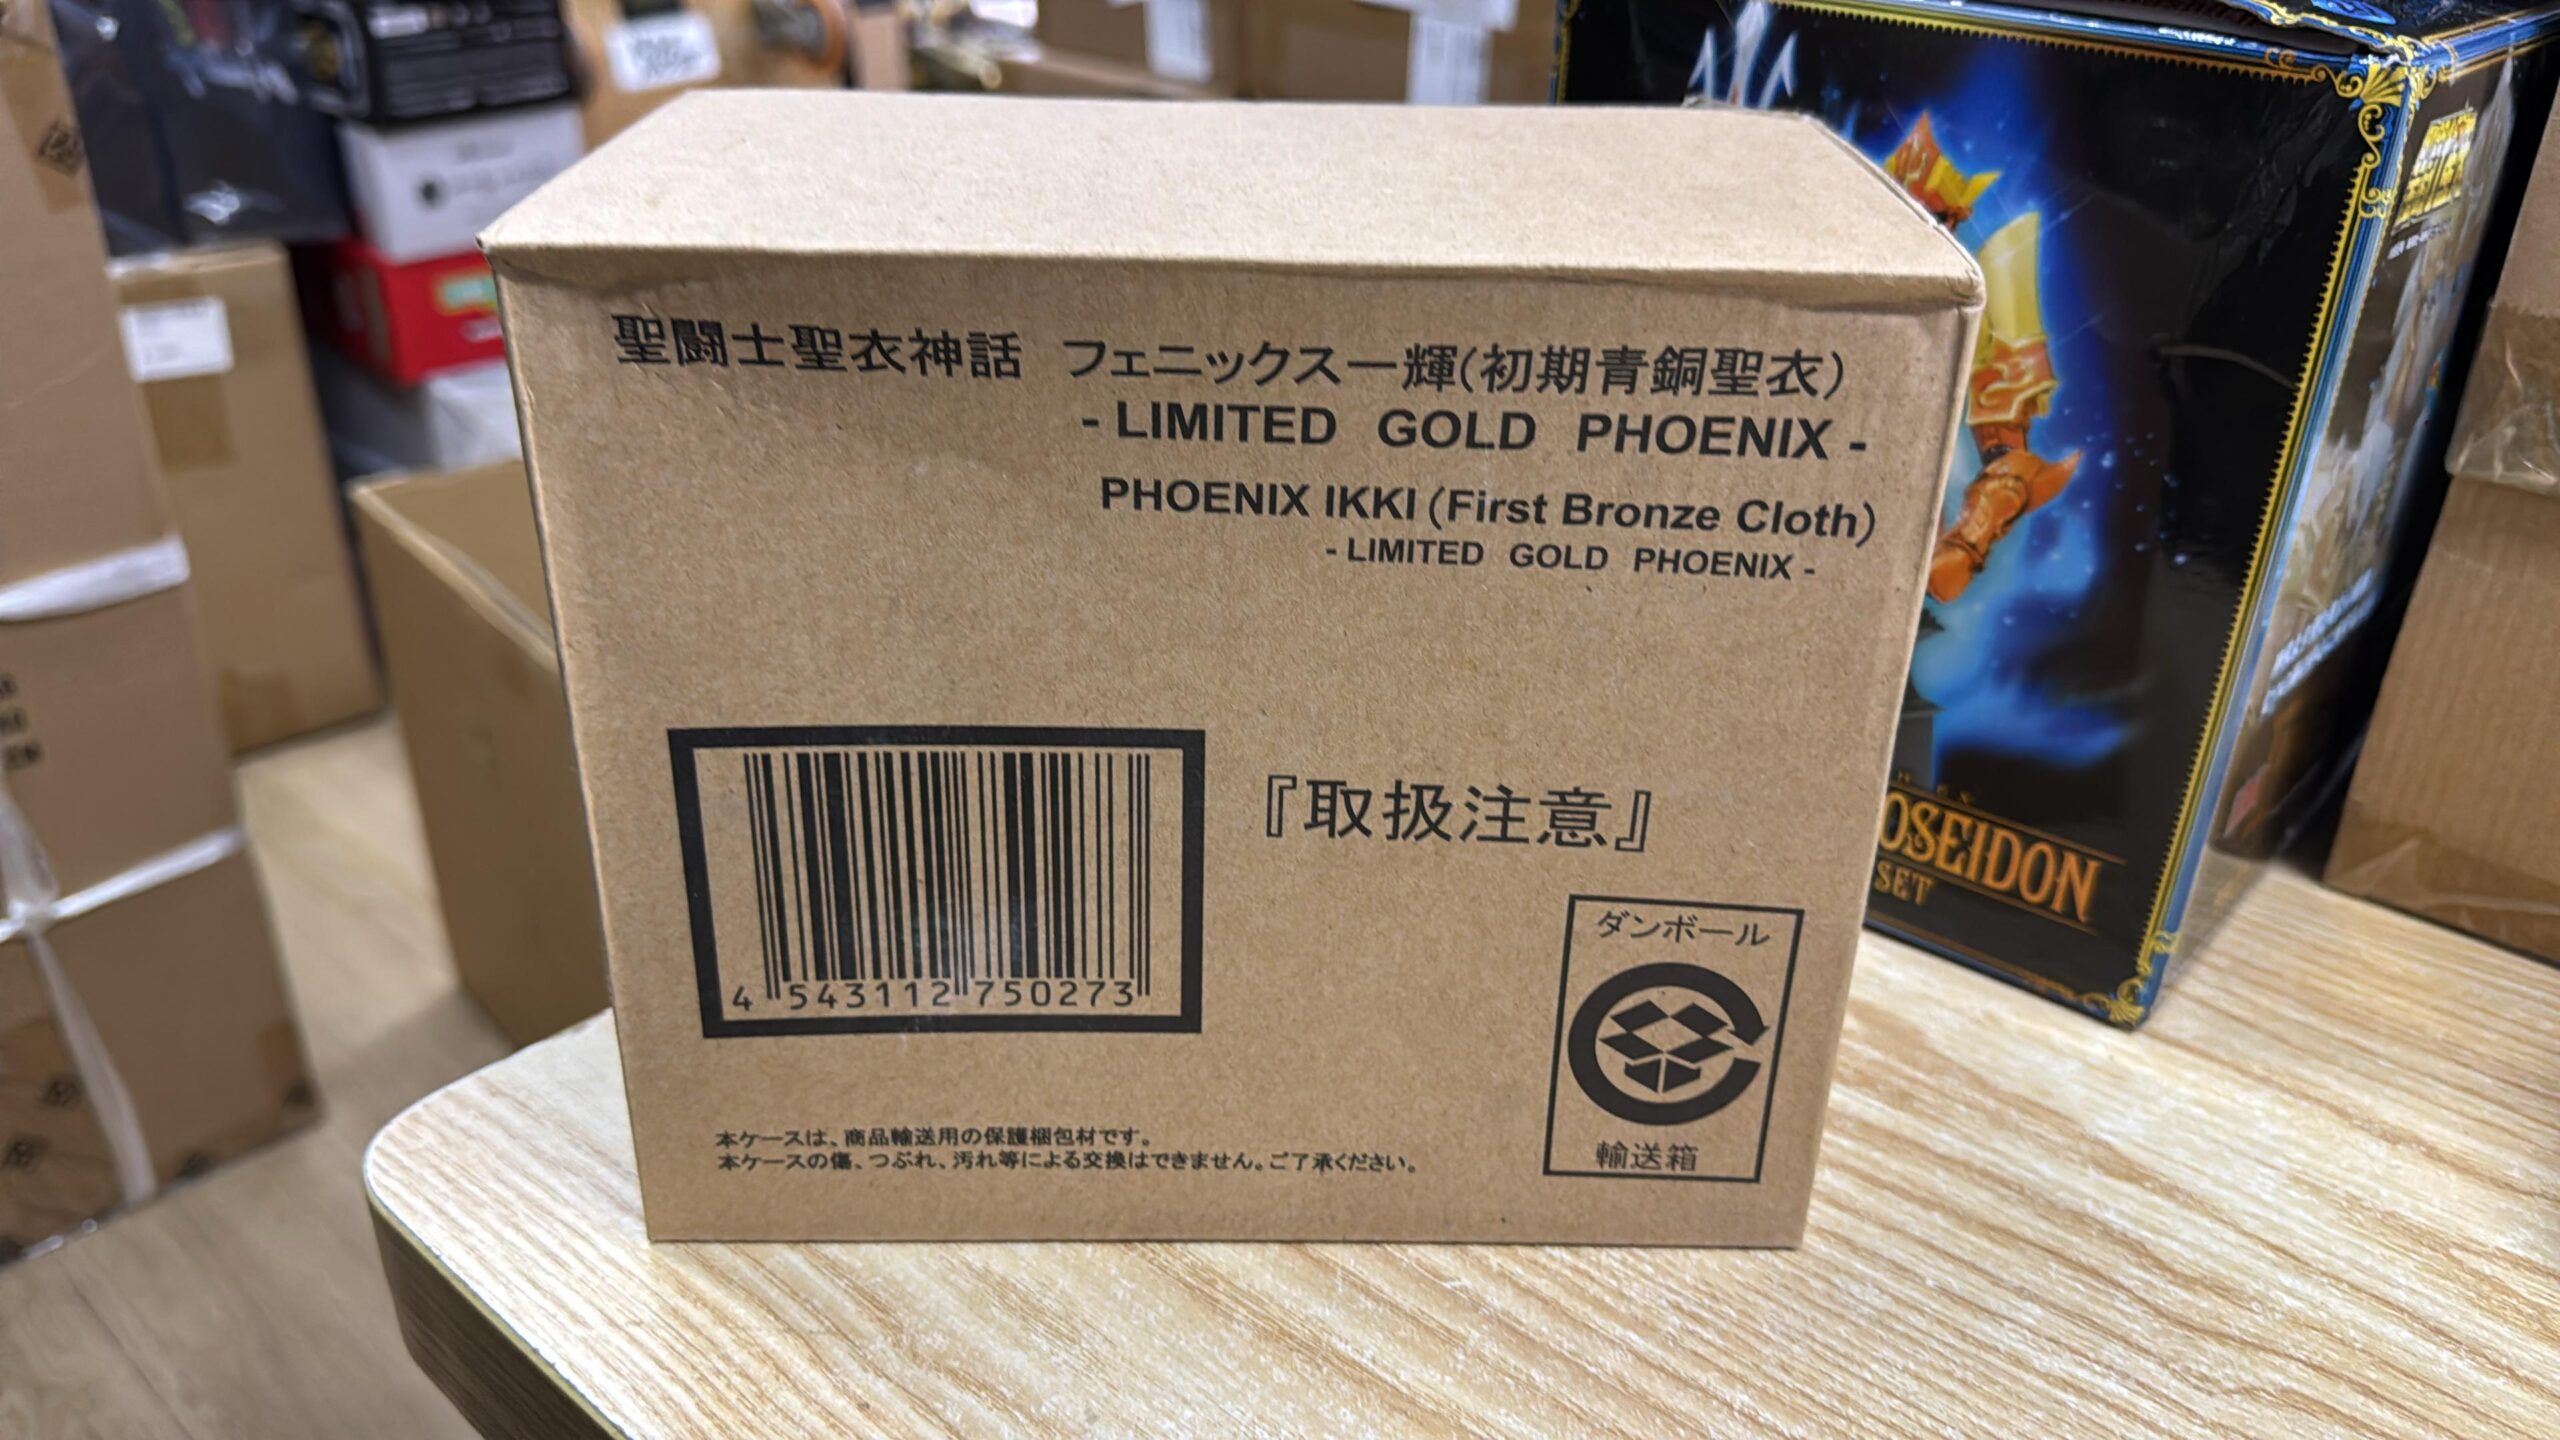 聖闘士聖衣神話 フェニックス一輝(初期青銅聖衣)
- LIMITED GOLD PHOENIX -
PHOENIX IKKI (First Bronze Cloth)
- LIMITED GOLD PHOENIX -
4 543112 750273
『取扱注意』
ダンボール
輸送箱
本ケースは、商品輸送用の保護梱包材です。
本ケースの傷、つぶれ、汚れ等による交換はできません。ご了承ください。
OSEIDON
SET